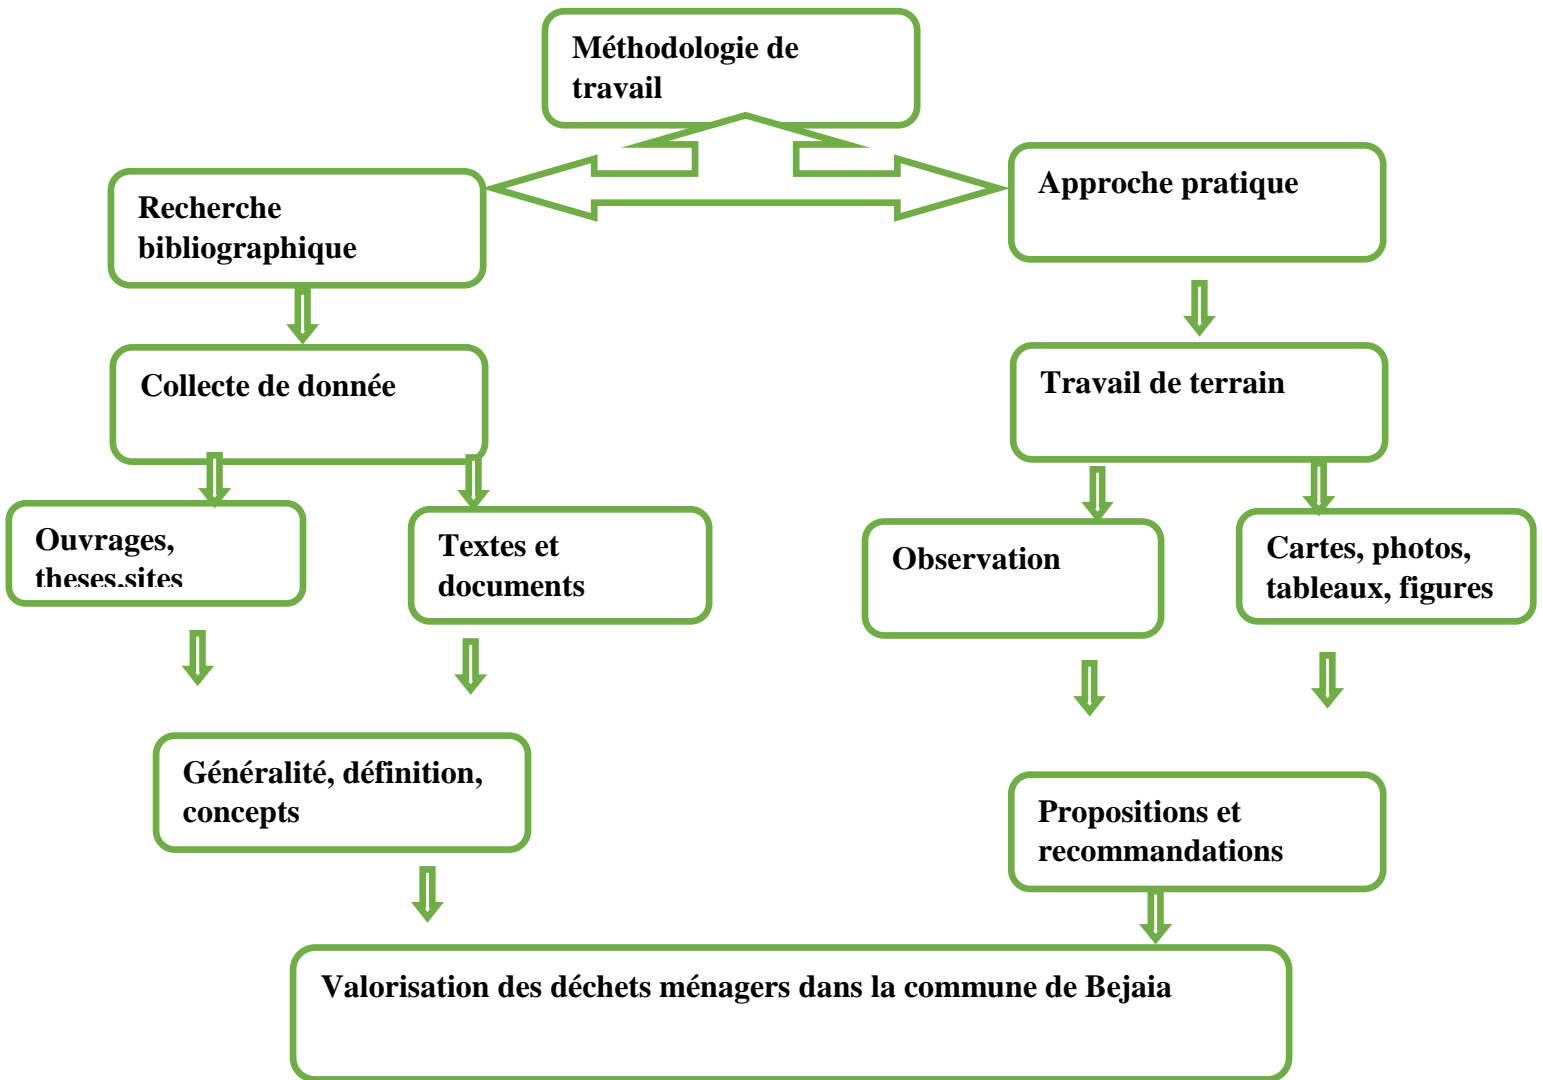 Méthodologie de
travail
Recherche
bibliographique
Approche pratique
Collecte de donnée
Travail de terrain
Ouvrages,
theses,sites
Textes et
documents
Observation
Cartes, photos,
tableaux, figures
Généralité, définition,
concepts
Propositions et
recommandations
Valorisation des déchets ménagers dans la commune de Bejaia